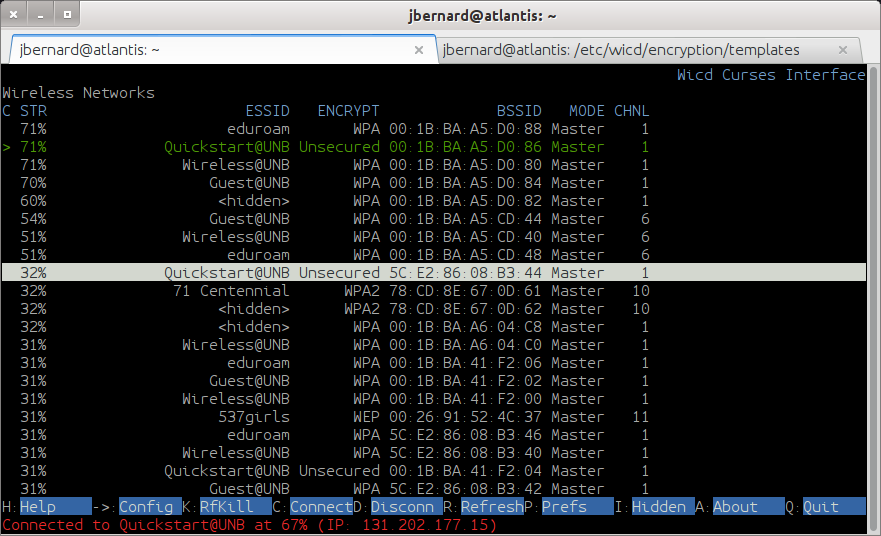 jbernard@atlantis: ~
jbernard@atlantis: ~
jbernard@atlantis: /etc/wicd/encryption/templates
Wicd Curses Interface
Wireless Networks
C STR ESSID ENCRYPT BSSID MODE CHNL
71% eduroam WPA 00:1B:BA:A5:D0:88 Master 1
> 71% Quickstart@UNB Unsecured 00:1B:BA:A5:D0:86 Master 1
71% Wireless@UNB WPA 00:1B:BA:A5:D0:80 Master 1
70% Guest@UNB WPA 00:1B:BA:A5:D0:84 Master 1
60% <hidden> WPA 00:1B:BA:A5:D0:82 Master 1
54% Guest@UNB WPA 00:1B:BA:A5:CD:44 Master 6
51% Wireless@UNB WPA 00:1B:BA:A5:CD:40 Master 6
51% eduroam WPA 00:1B:BA:A5:CD:48 Master 6
32% Quickstart@UNB Unsecured 5C:E2:86:08:B3:44 Master 1
32% 71 Centennial WPA2 78:CD:8E:67:0D:61 Master 10
32% <hidden> WPA2 78:CD:8E:67:0D:62 Master 10
32% <hidden> WPA 00:1B:BA:A6:04:C8 Master 1
31% Wireless@UNB WPA 00:1B:BA:A6:04:C0 Master 1
31% eduroam WPA 00:1B:BA:41:F2:06 Master 1
31% Guest@UNB WPA 00:1B:BA:41:F2:02 Master 1
31% Wireless@UNB WPA 00:1B:BA:41:F2:00 Master 1
31% 537girls WEP 00:26:91:52:4C:37 Master 11
31% eduroam WPA 5C:E2:86:08:B3:46 Master 1
31% Wireless@UNB WPA 5C:E2:86:08:B3:40 Master 1
31% Quickstart@UNB Unsecured 00:1B:BA:41:F2:04 Master 1
31% Guest@UNB WPA 5C:E2:86:08:B3:42 Master 1
H:Help ->:Config K:RfKill C:Connect D:Disconn R:Refresh P:Prefs I:Hidden A:About Q:Quit
Connected to Quickstart@UNB at 67% (IP: 131.202.177.15)